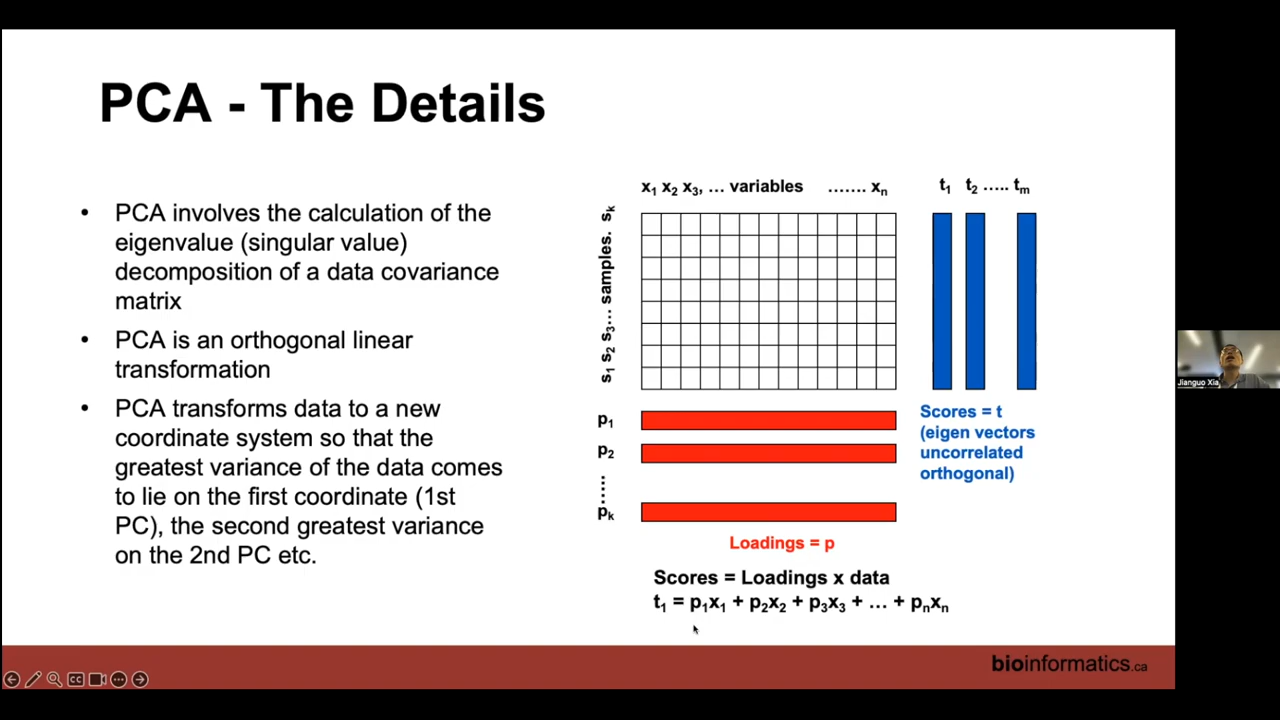 PCA - The Details
• PCA involves the calculation of the
eigenvalue (singular value)
decomposition of a data covariance
matrix
• PCA is an orthogonal linear
transformation
• PCA transforms data to a new
coordinate system so that the
greatest variance of the data comes
to lie on the first coordinate (1st
PC), the second greatest variance
on the 2nd PC etc.
x₁ x₂ x₃, … variables ……. xₙ
s₁ s₂ s₃… samples. sₖ
t₁ t₂ ….. tₘ
p₁
p₂
……
pₖ
Scores = t
(eigen vectors
uncorrelated
orthogonal)
Loadings = p
Scores = Loadings x data
t₁ = p₁x₁ + p₂x₂ + p₃x₃ + … + pₙxₙ
bioinformatics.ca
CC
Jianguo Xia